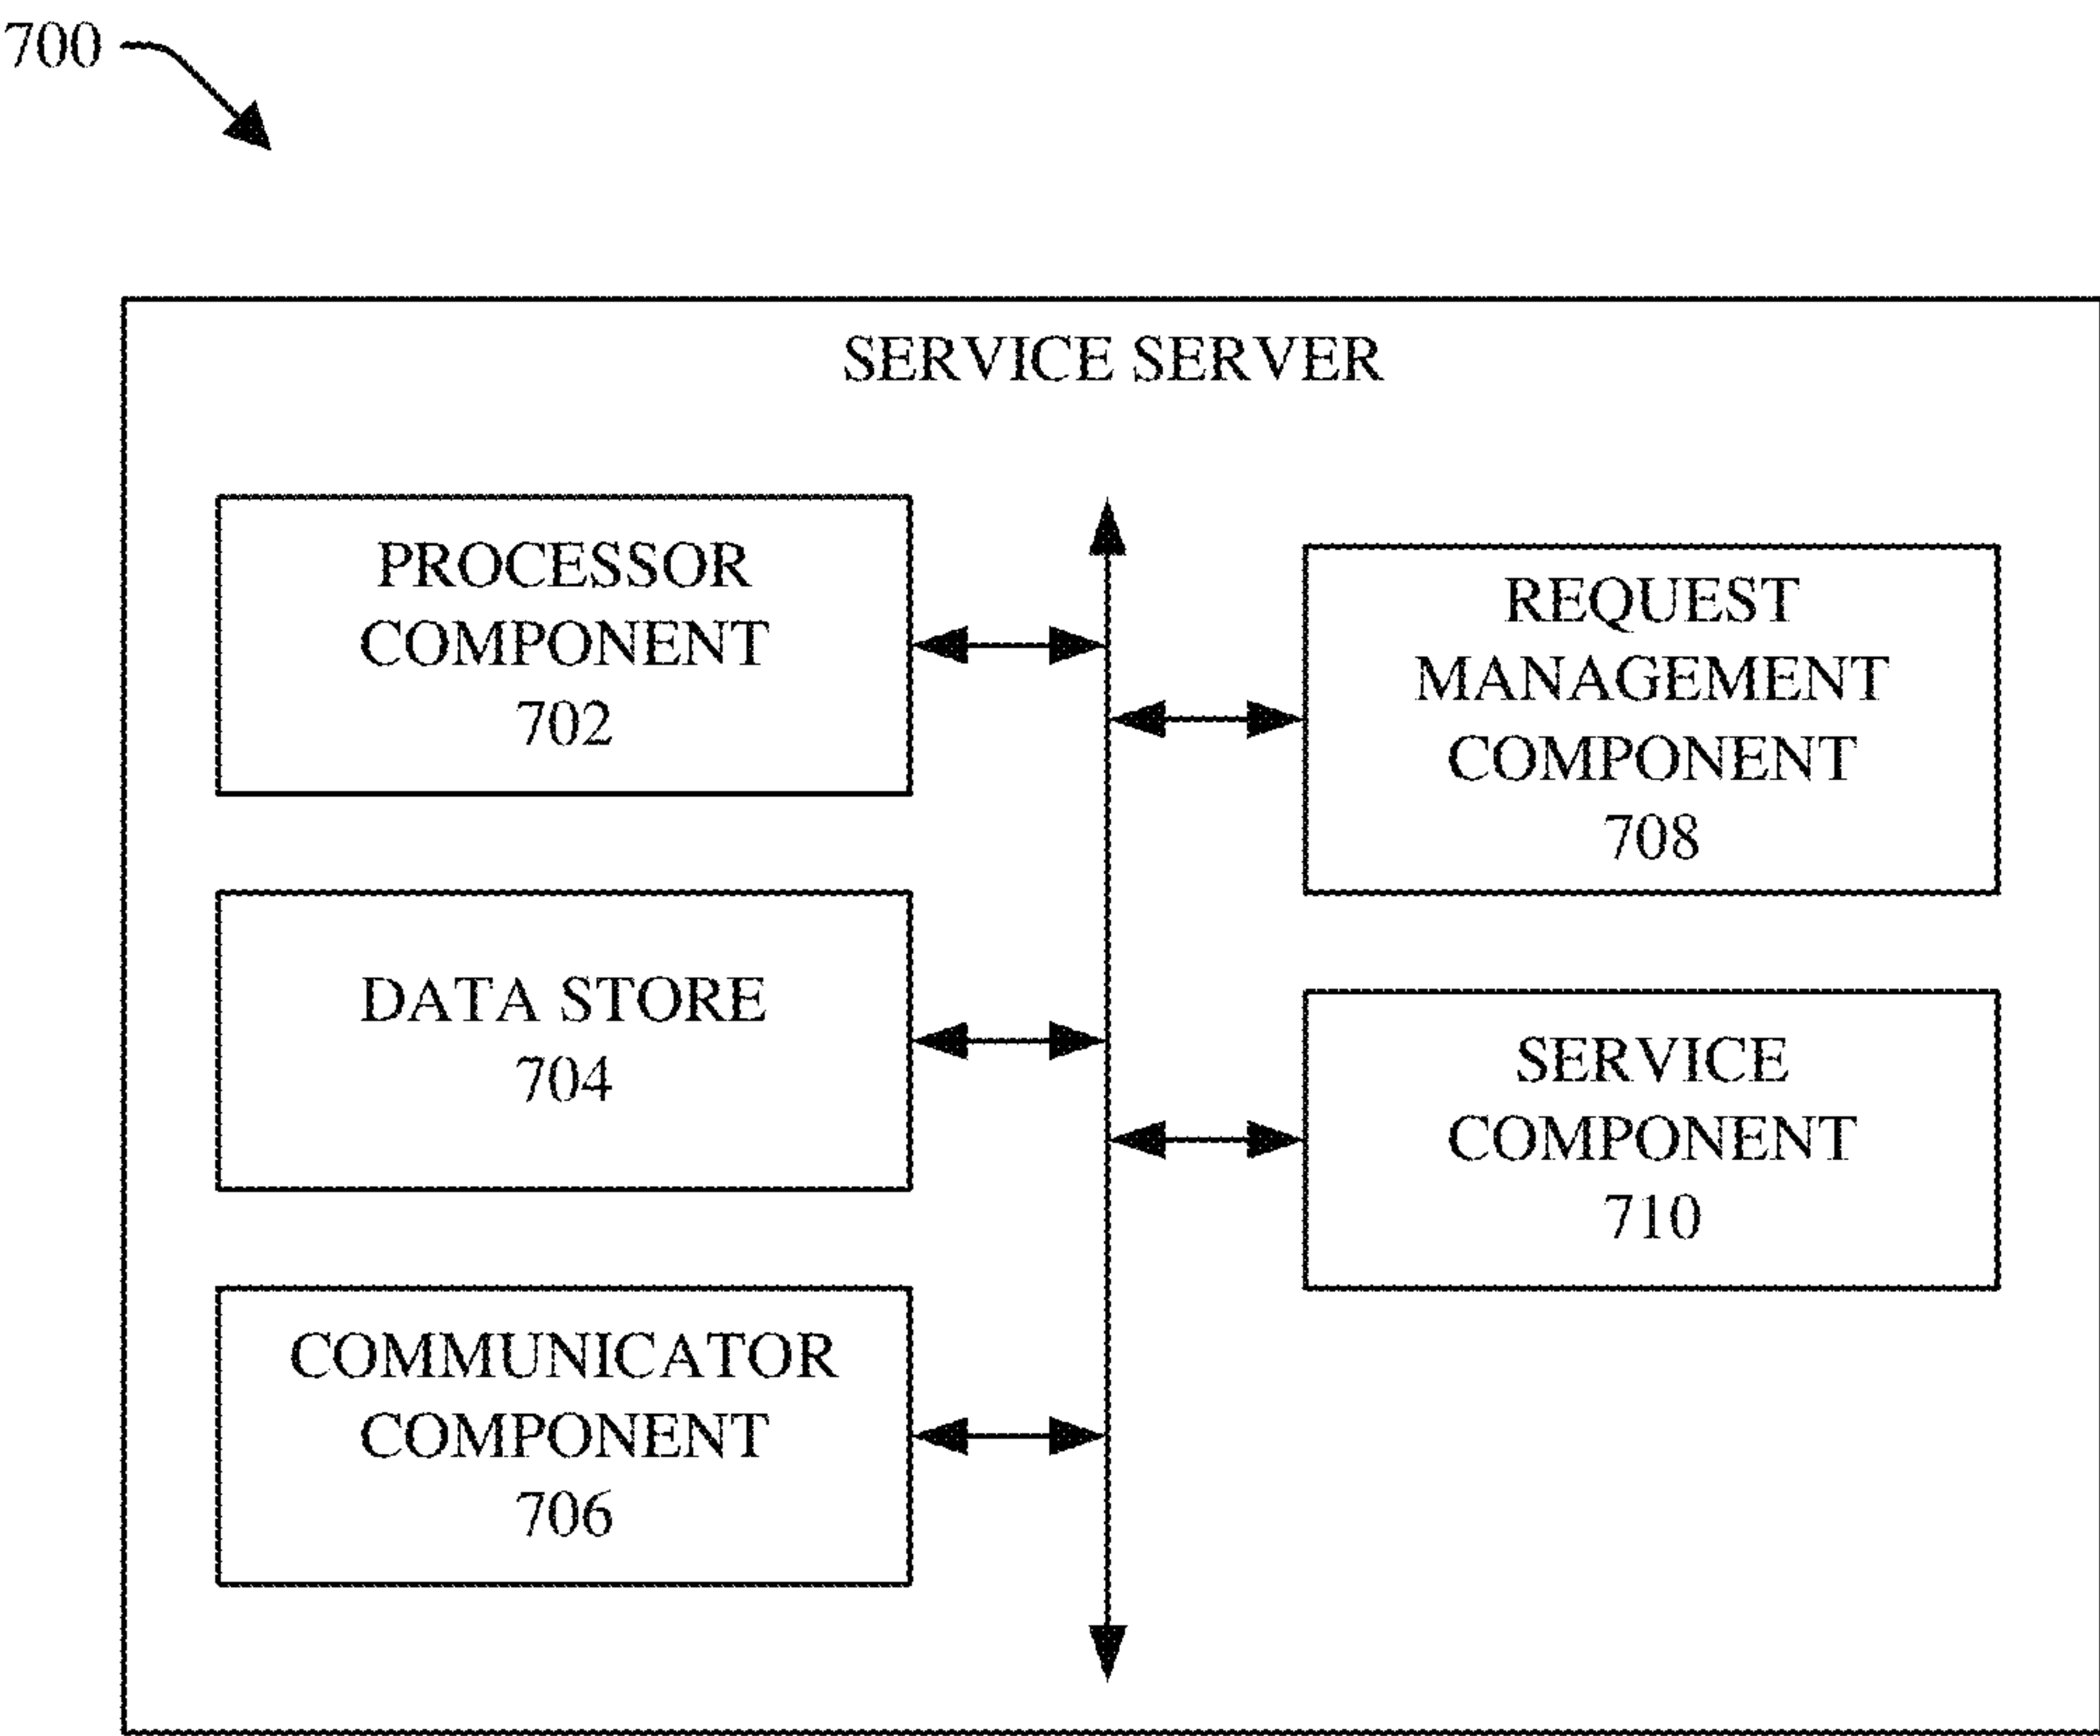 700
SERVICE SERVER
PROCESSOR
COMPONENT
702
DATA STORE
704
COMMUNICATOR
COMPONENT
706
REQUEST
MANAGEMENT
COMPONENT
708
SERVICE
COMPONENT
710